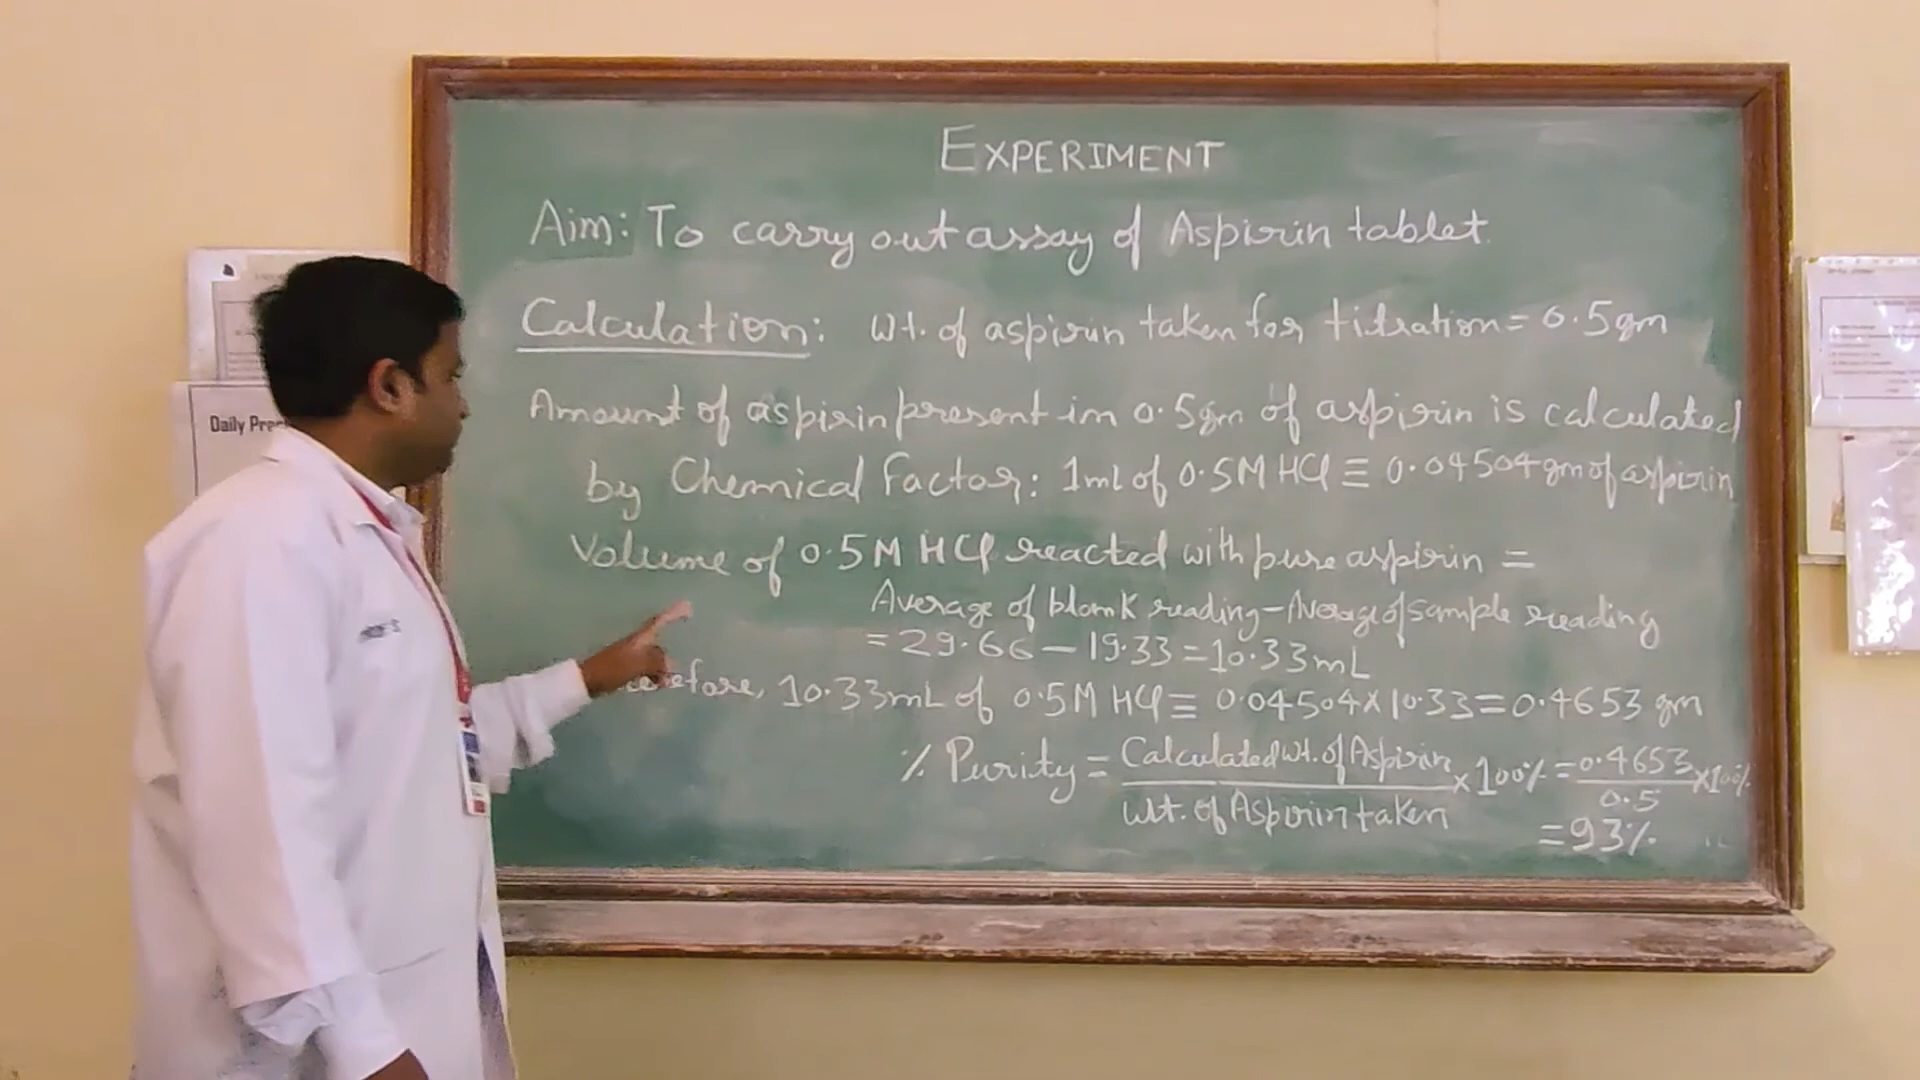 EXPERIMENT
Aim: To carry out assay of Aspirin tablet.
Calculation: Wt. of aspirin taken for titration = 0.5gm
Amount of aspirin present in 0.5gm of aspirin is calculated
by Chemical Factor: 1ml of 0.5M HCl ≡ 0.04504gm of aspirin
Volume of 0.5M HCl reacted with pure aspirin =
Average of blank reading - Average of sample reading
= 29.66 - 19.33 = 10.33mL
10.33mL of 0.5M HCl ≡ 0.04504 x 10.33 = 0.4653 gm
% Purity = Calculated wt. of Aspirin / Wt. of Aspirin taken x 100% = 0.4653 / 0.5 x 100%
= 93%
Daily